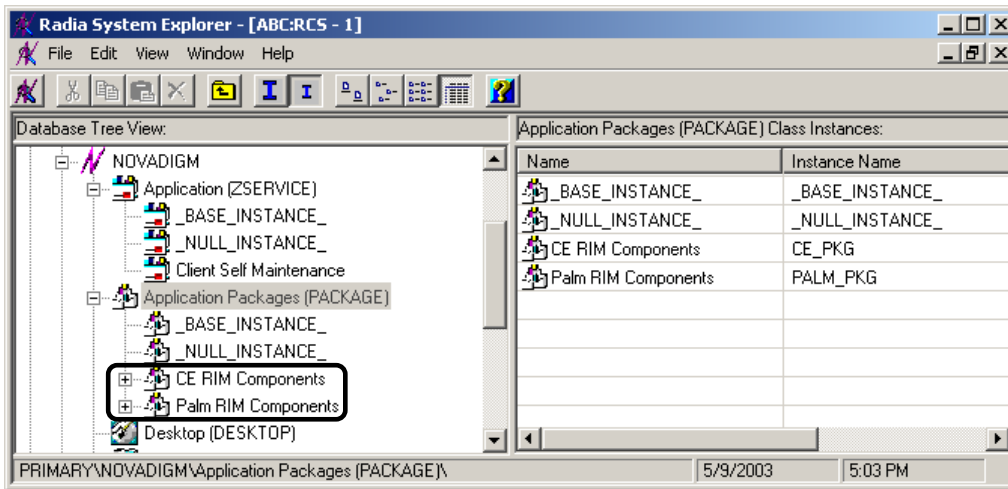 Radia System Explorer - [ABC:RCS - 1]
File Edit View Window Help
Database Tree View:
NOVADIGM
Application (ZSERVICE)
_BASE_INSTANCE_
_NULL_INSTANCE_
Client Self Maintenance
Application Packages (PACKAGE)
_BASE_INSTANCE_
_NULL_INSTANCE_
CE RIM Components
Palm RIM Components
Desktop (DESKTOP)
Application Packages (PACKAGE) Class Instances:
Name Instance Name
_BASE_INSTANCE_ _BASE_INSTANCE_
_NULL_INSTANCE_ _NULL_INSTANCE_
CE RIM Components CE_PKG
Palm RIM Components PALM_PKG
PRIMARY\NOVADIGM\Application Packages (PACKAGE)\ 5/9/2003 5:03 PM